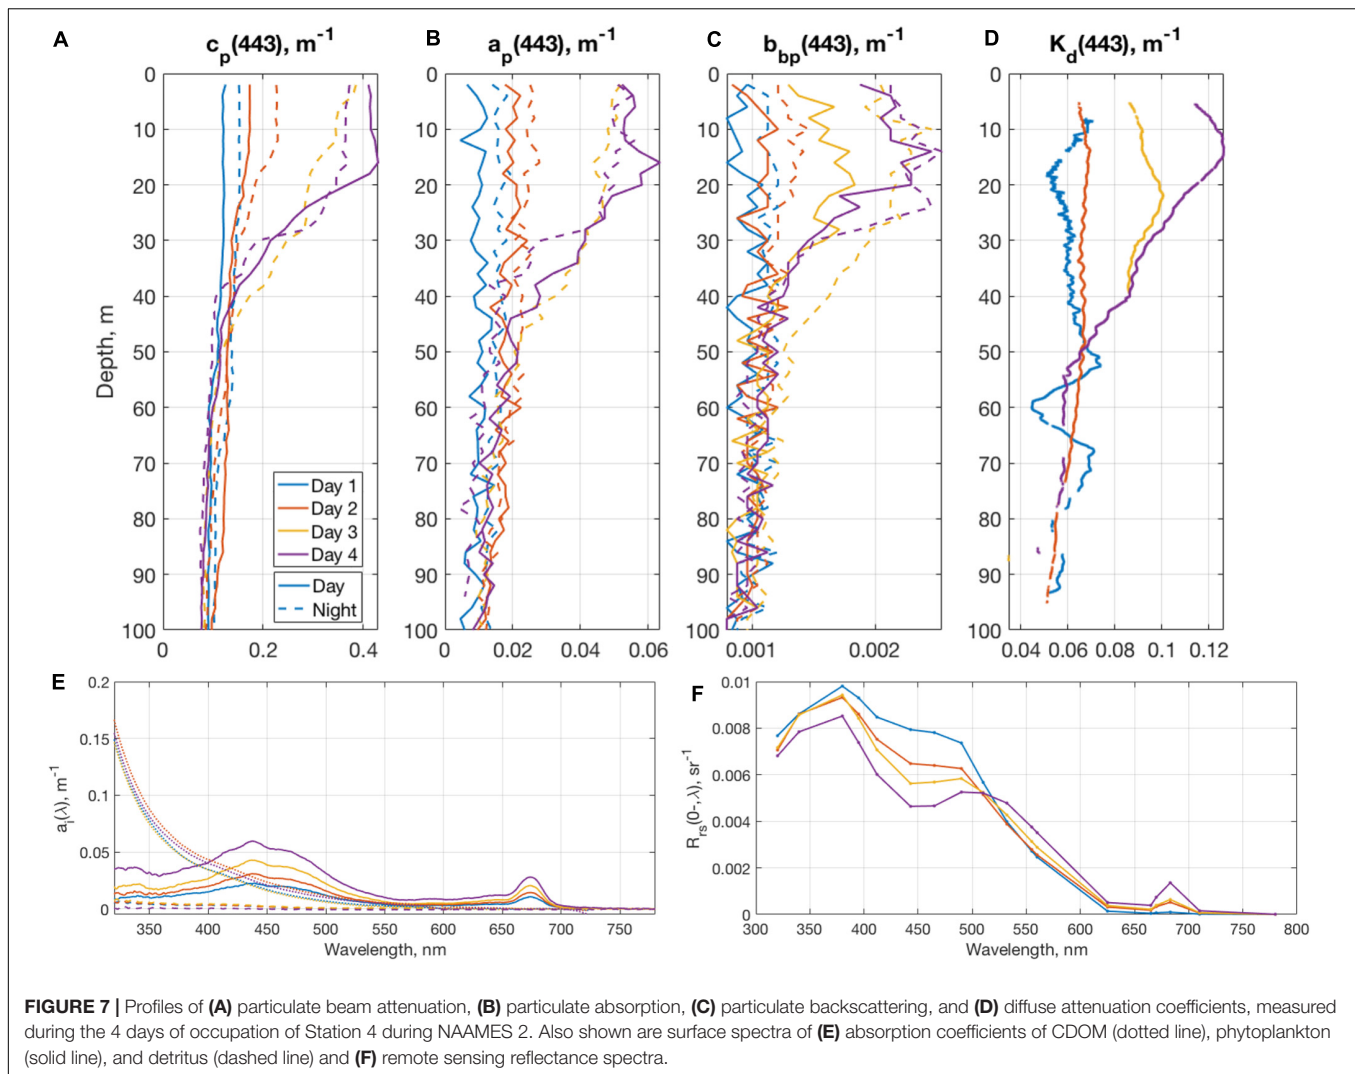 A
c_p(443), m^-1
B
a_p(443), m^-1
C
b_bp(443), m^-1
D
K_d(443), m^-1
Depth, m
0
10
20
30
40
50
60
70
80
90
100
0
0.2
0.4
Day 1
Day 2
Day 3
Day 4
Day
Night
0
10
20
30
40
50
60
70
80
90
100
0
0.02
0.04
0.06
0
10
20
30
40
50
60
70
80
90
100
0.001
0.002
0
10
20
30
40
50
60
70
80
90
100
0.04
0.06
0.08
0.1
0.12
E
a_i(λ), m^-1
0.2
0.15
0.1
0.05
0
350 400 450 500 550 600 650 700 750
Wavelength, nm
F
R_rs(0-,λ), sr^-1
0.01
0.008
0.006
0.004
0.002
0
300 350 400 450 500 550 600 650 700 750 800
Wavelength, nm
FIGURE 7 | Profiles of (A) particulate beam attenuation, (B) particulate absorption, (C) particulate backscattering, and (D) diffuse attenuation coefficients, measured
during the 4 days of occupation of Station 4 during NAAMES 2. Also shown are surface spectra of (E) absorption coefficients of CDOM (dotted line), phytoplankton
(solid line), and detritus (dashed line) and (F) remote sensing reflectance spectra.